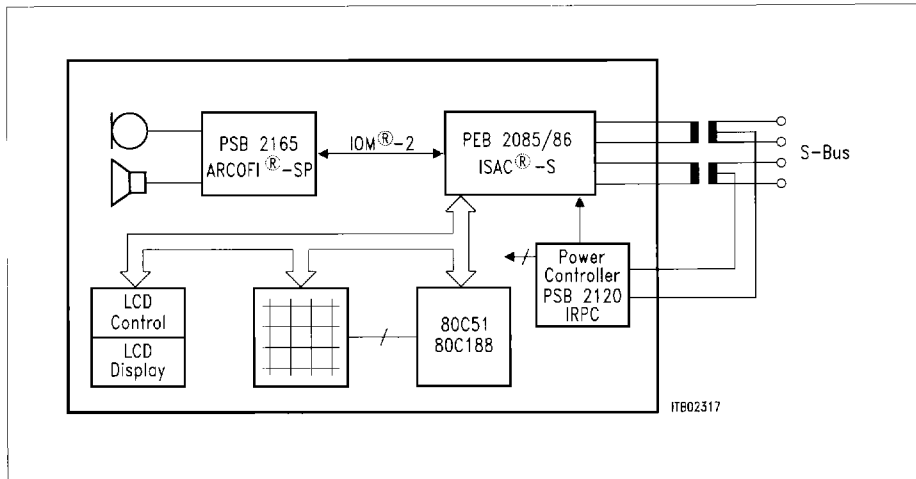 PSB 2165
ARCOFI®-SP
IOM®-2
PEB 2085/86
ISAC®-S
S-Bus
Power
Controller
PSB 2120
IRPC
LCD
Control
LCD
Display
80C51
80C188
ITB02317